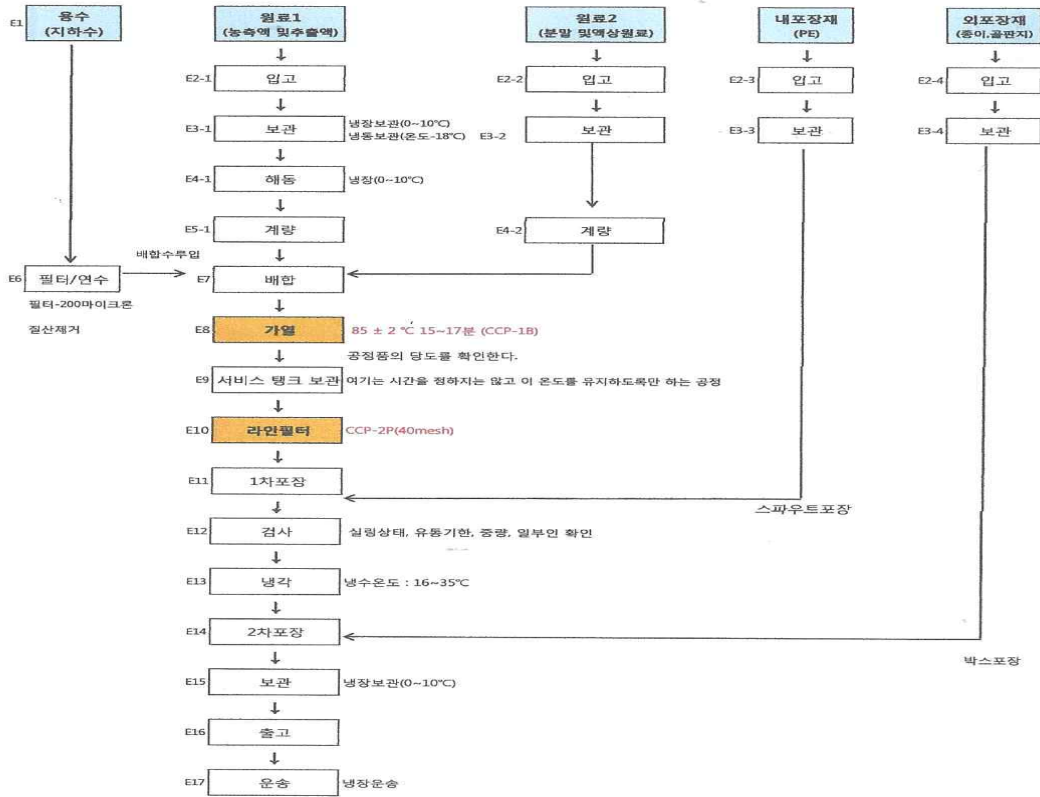 E1
용수
(지하수)
원료1
(농축액 및추출액)
원료2
(분말 및액상원료)
내포장재
(PE)
외포장재
(종이,골판지)
E2-1 입고
E2-2 입고
E2-3 입고
E2-4 입고
E3-1 보관
냉장보관(0~10℃)
냉동보관(온도-18℃)
E3-2 보관
E3-3 보관
E3-4 보관
E4-1 해동 냉장(0~10℃)
E5-1 계량
E4-2 계량
배합수투입
E6 필터/연수
E7 배합
필터-200마이크론
질산제거
E8 가열 85 ± 2 ℃ 15~17분 (CCP-1B)
공정품의 당도를 확인한다.
E9 서비스 탱크 보관 여기는 시간을 정하지는 않고 이 온도를 유지하도록만 하는 공정
E10 라인필터 CCP-2P(40mesh)
E11 1차포장
스파우트포장
E12 검사 실링상태, 유통기한, 중량, 일부인 확인
E13 냉각 냉수온도 : 16~35℃
E14 2차포장
박스포장
E15 보관 냉장보관(0~10℃)
E16 출고
E17 운송 냉장운송